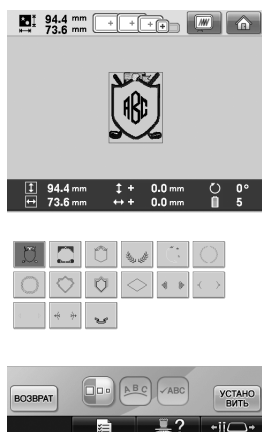 94.4 mm
73.6 mm
ABC
94.4 mm + 0.0 mm 0°
73.6 mm + 0.0 mm 5
ВОЗВРАТ ABC ✓ABC УСТАНО
ВИТЬ
?